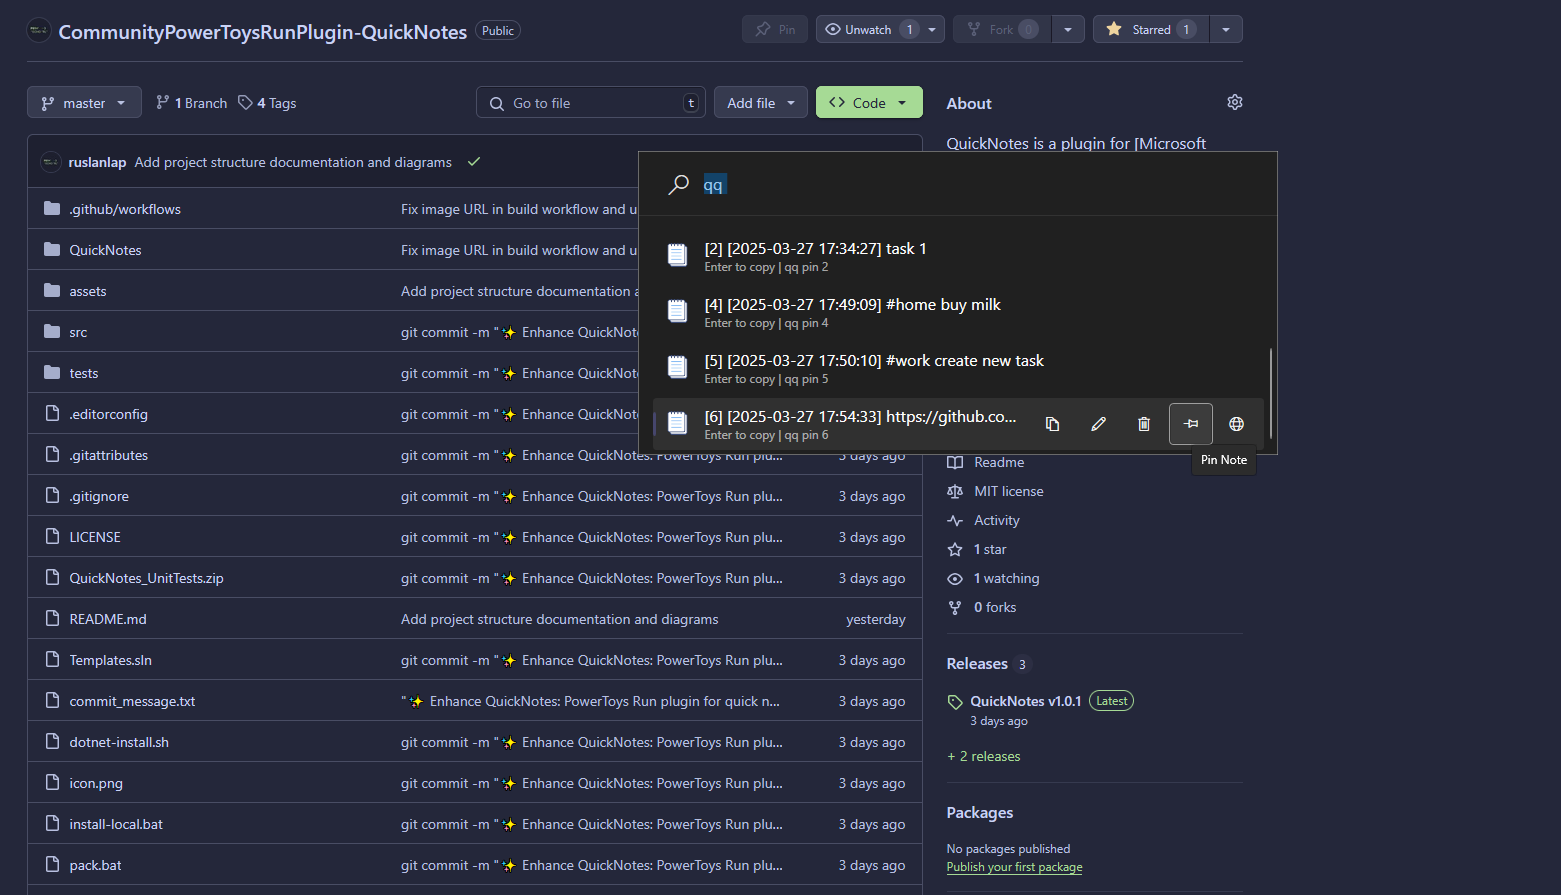 CommunityPowerToysRunPlugin-QuickNotes Public
Pin Unwatch 1 Fork 0 Starred 1
master 1 Branch 4 Tags Go to file t Add file <> Code
About
QuickNotes is a plugin for [Microsoft
ruslanlap Add project structure documentation and diagrams
.github/workflows Fix image URL in build workflow and u
QuickNotes Fix image URL in build workflow and u
assets Add project structure documentation a
src git commit -m "✨ Enhance QuickNot
tests git commit -m "✨ Enhance QuickNot
.editorconfig git commit -m "✨ Enhance QuickNot
.gitattributes git commit -m "✨ Enhance QuickNotes: PowerToys Run plu... 3 days ago
.gitignore git commit -m "✨ Enhance QuickNotes: PowerToys Run plu... 3 days ago
LICENSE git commit -m "✨ Enhance QuickNotes: PowerToys Run plu... 3 days ago
QuickNotes_UnitTests.zip git commit -m "✨ Enhance QuickNotes: PowerToys Run plu... 3 days ago
README.md Add project structure documentation and diagrams yesterday
Templates.sln git commit -m "✨ Enhance QuickNotes: PowerToys Run plu... 3 days ago
commit_message.txt "✨ Enhance QuickNotes: PowerToys Run plugin for quick n... 3 days ago
dotnet-install.sh git commit -m "✨ Enhance QuickNotes: PowerToys Run plu... 3 days ago
icon.png git commit -m "✨ Enhance QuickNotes: PowerToys Run plu... 3 days ago
install-local.bat git commit -m "✨ Enhance QuickNotes: PowerToys Run plu... 3 days ago
pack.bat git commit -m "✨ Enhance QuickNotes: PowerToys Run plu... 3 days ago
qq
[2] [2025-03-27 17:34:27] task 1
Enter to copy | qq pin 2
[4] [2025-03-27 17:49:09] #home buy milk
Enter to copy | qq pin 4
[5] [2025-03-27 17:50:10] #work create new task
Enter to copy | qq pin 5
[6] [2025-03-27 17:54:33] https://github.co...
Enter to copy | qq pin 6
Pin Note
Readme
MIT license
Activity
1 star
1 watching
0 forks
Releases 3
QuickNotes v1.0.1 Latest
3 days ago
+ 2 releases
Packages
No packages published
Publish your first package